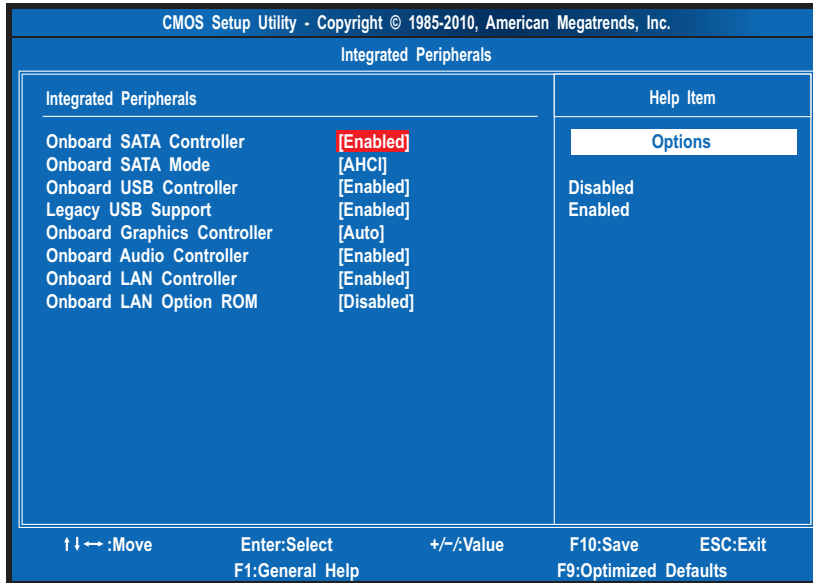 CMOS Setup Utility - Copyright © 1985-2010, American Megatrends, Inc.
Integrated Peripherals
Integrated Peripherals
Help Item
Onboard SATA Controller [Enabled]
Onboard SATA Mode [AHCI]
Onboard USB Controller [Enabled]
Legacy USB Support [Enabled]
Onboard Graphics Controller [Auto]
Onboard Audio Controller [Enabled]
Onboard LAN Controller [Enabled]
Onboard LAN Option ROM [Disabled]
Options
Disabled
Enabled
↑↓↔ :Move Enter:Select +/−/:Value F10:Save ESC:Exit
F1:General Help F9:Optimized Defaults